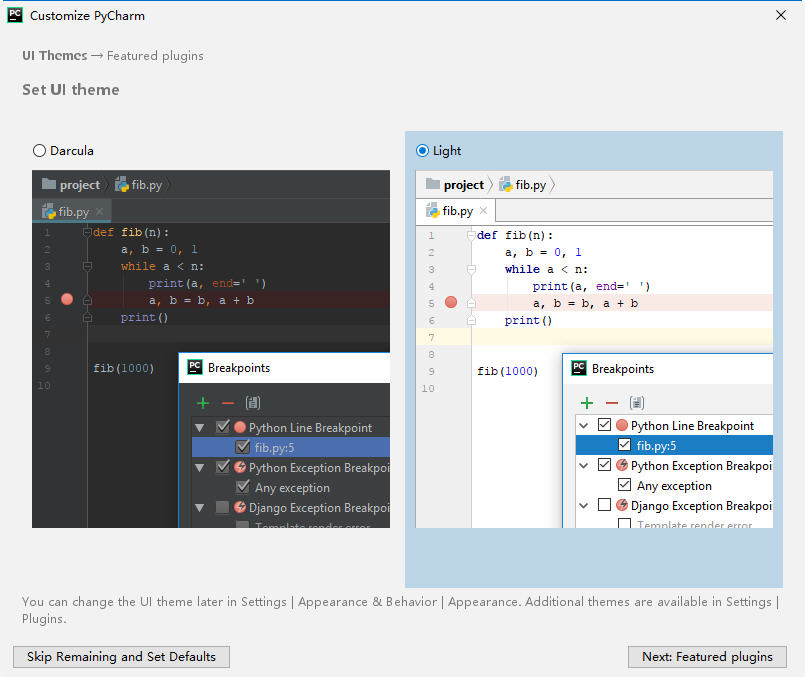 PC Customize PyCharm
UI Themes → Featured plugins
Set UI theme
Darcula
project fib.py
fib.py
1 def fib(n):
2 a, b = 0, 1
3 while a < n:
4 print(a, end=' ')
5 a, b = b, a + b
6 print()
7
8
9 fib(1000)
10
PC Breakpoints
Python Line Breakpoint
fib.py:5
Python Exception Breakpoi
Any exception
Django Exception Breakpoi
Template render error
Light
project fib.py
fib.py
1 def fib(n):
2 a, b = 0, 1
3 while a < n:
4 print(a, end=' ')
5 a, b = b, a + b
6 print()
7
8
9 fib(1000)
10
PC Breakpoints
Python Line Breakpoint
fib.py:5
Python Exception Breakpoi
Any exception
Django Exception Breakpoi
Template render error
You can change the UI theme later in Settings | Appearance & Behavior | Appearance. Additional themes are available in Settings |
Plugins.
Skip Remaining and Set Defaults
Next: Featured plugins